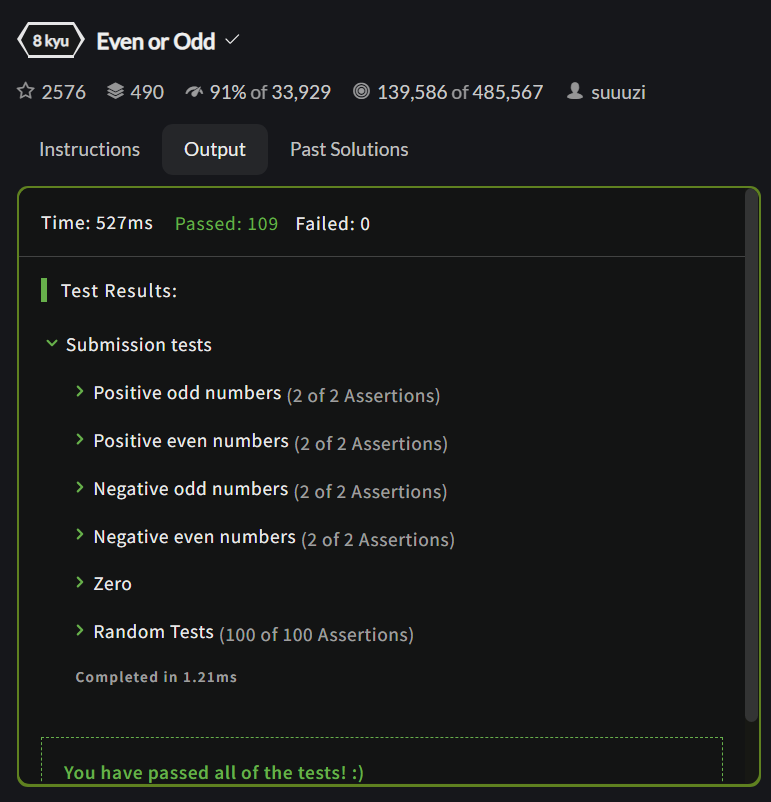 8 kyu Even or Odd
2576 490 91% of 33,929 139,586 of 485,567 suuuzi
Instructions Output Past Solutions
Time: 527ms Passed: 109 Failed: 0
Test Results:
Submission tests
Positive odd numbers (2 of 2 Assertions)
Positive even numbers (2 of 2 Assertions)
Negative odd numbers (2 of 2 Assertions)
Negative even numbers (2 of 2 Assertions)
Zero
Random Tests (100 of 100 Assertions)
Completed in 1.21ms
You have passed all of the tests! :)